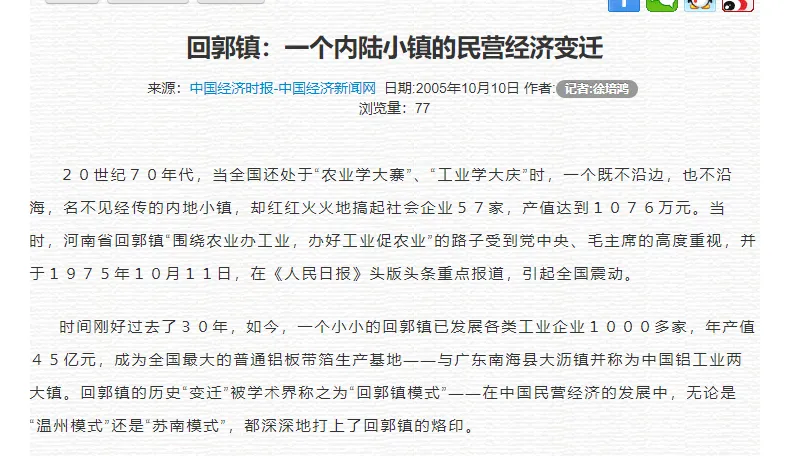 回郭镇：一个内陆小镇的民营经济变迁
来源：中国经济时报-中国经济新闻网 日期:2005年10月10日 作者:记者:徐培鸿
浏览量：77
２０世纪７０年代，当全国还处于“农业学大寨”、“工业学大庆”时，一个既不沿边，也不沿
海，名不见经传的内地小镇，却红红火火地搞起社会企业５７家，产值达到１０７６万元。当
时，河南省回郭镇“围绕农业办工业，办好工业促农业”的路子受到党中央、毛主席的高度重视，并
于１９７５年１０月１１日，在《人民日报》头版头条重点报道，引起全国震动。
时间刚好过去了３０年，如今，一个小小的回郭镇已发展各类工业企业１０００多家，年产值
４５亿元，成为全国最大的普通铝板带箔生产基地——与广东南海县大沥镇并称为中国铝工业两
大镇。回郭镇的历史“变迁”被学术界称之为“回郭镇模式”——在中国民营经济的发展中，无论是
“温州模式”还是“苏南模式”，都深深地打上了回郭镇的烙印。